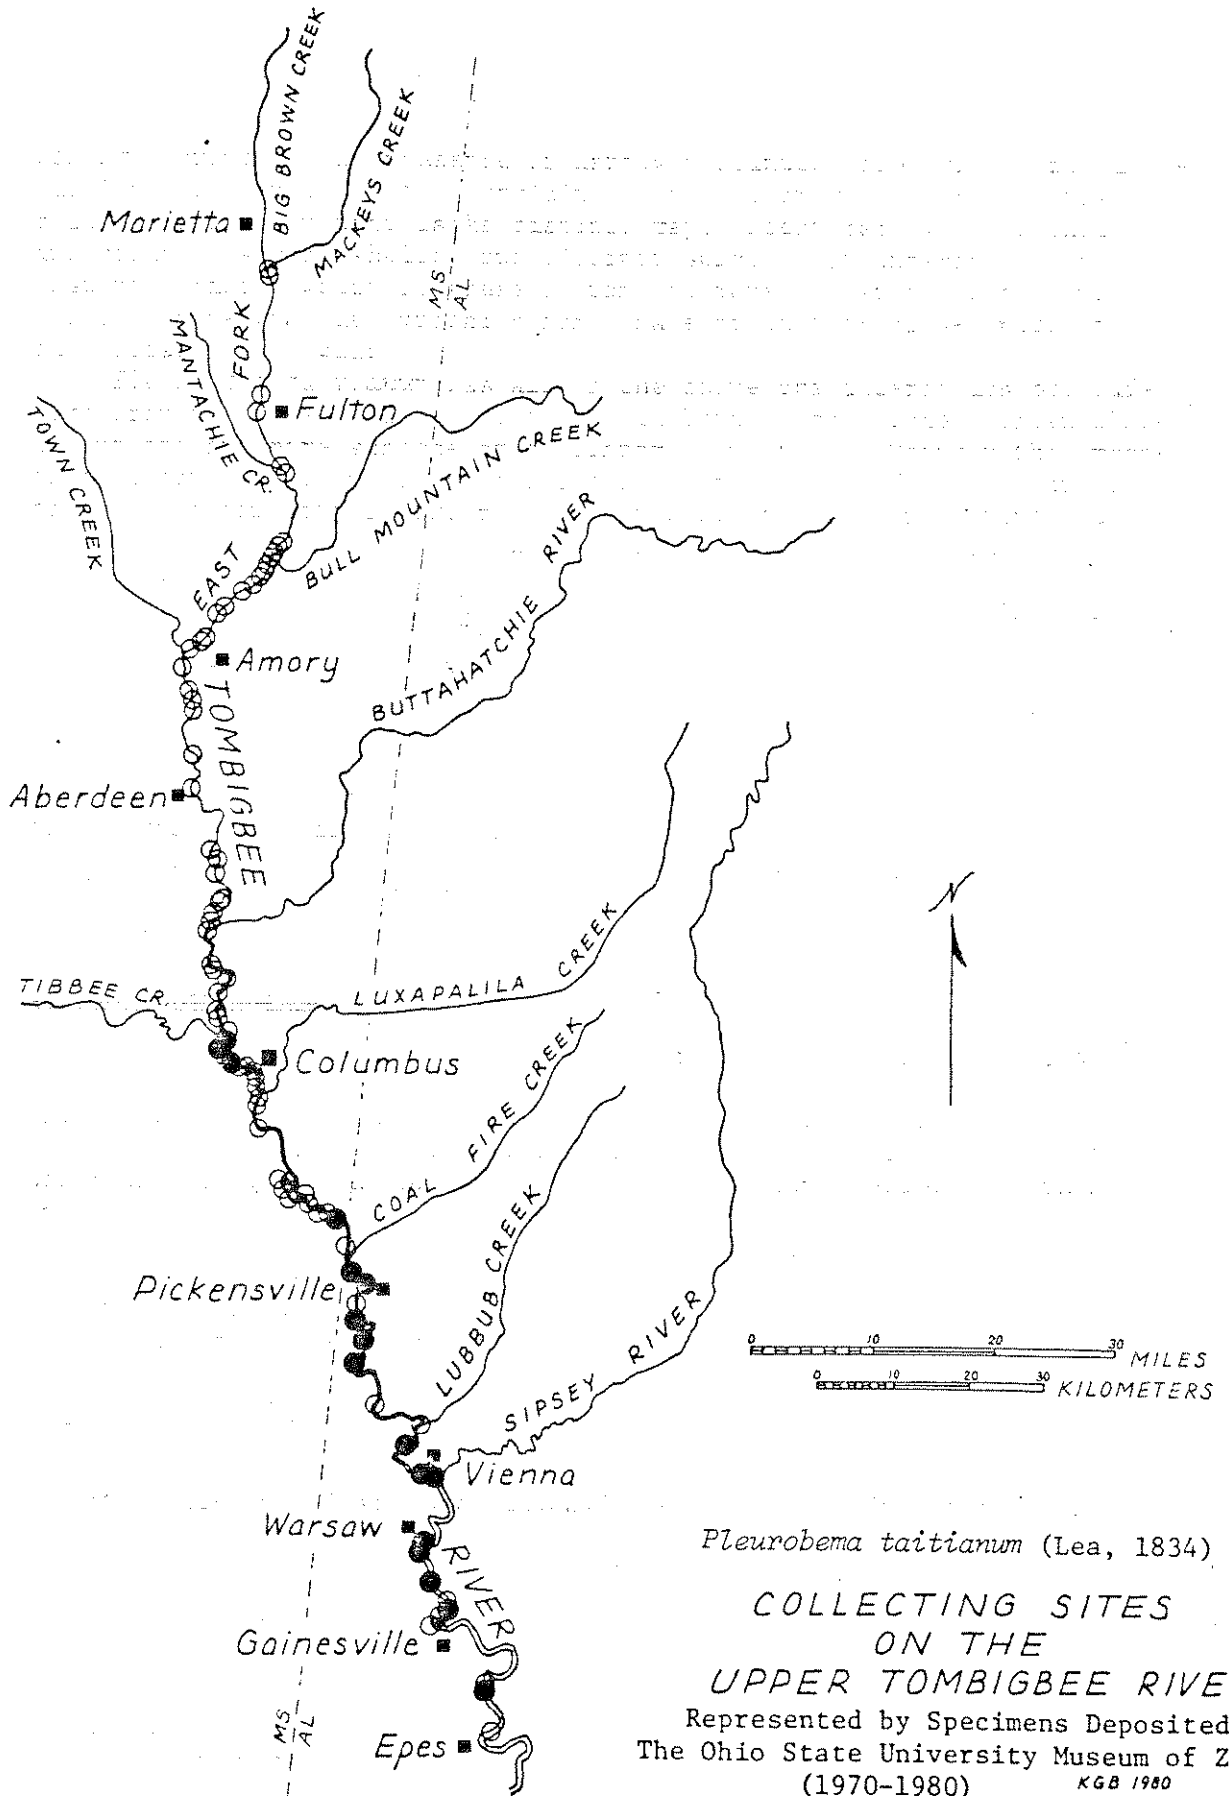 BIG BROWN CREEK
MACKEYS CREEK
Marietta
MS
AL
FORK
MANTACHIE CR.
Fulton
TOWN CREEK
BULL MOUNTAIN CREEK
EAST
BUTTAHATCHIE RIVER
Amory
TOMBIGBEE
Aberdeen
N
TIBBEE CR.
LUXAPALILA CREEK
Columbus
COAL FIRE CREEK
Pickensville
LUBBUB CREEK
SIPSEY RIVER
0 10 20 30 MILES
0 10 20 30 KILOMETERS
Vienna
Warsaw
RIVER
Gainesville
MS
AL
Epes
Pleurobema taitianum (Lea, 1834)
COLLECTING SITES
ON THE
UPPER TOMBIGBEE RIVE
Represented by Specimens Deposited
The Ohio State University Museum of Z
(1970-1980) KGB 1980